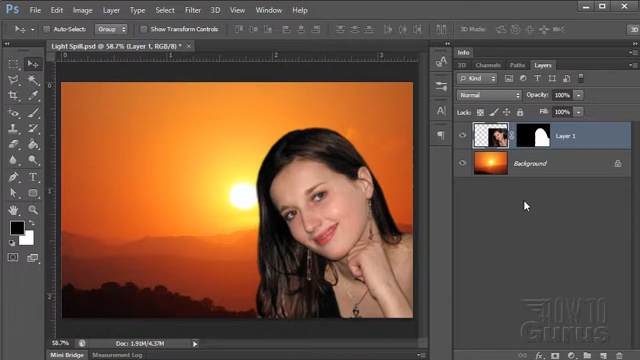 Ps File Edit Image Layer Type Select Filter 3D View Window Help
Auto-Select: Group Show Transform Controls 3D Mode:
Light Spill.psd @ 58.7% (Layer 1, RGB/8) * ×
Info
3D Channels Paths Layers
Kind
Normal Opacity: 100%
Lock: Fill: 100%
Layer 1
Background
HOW TO
Gurus
58.7% Doc: 1.91M/4.37M
Mini Bridge Measurement Log